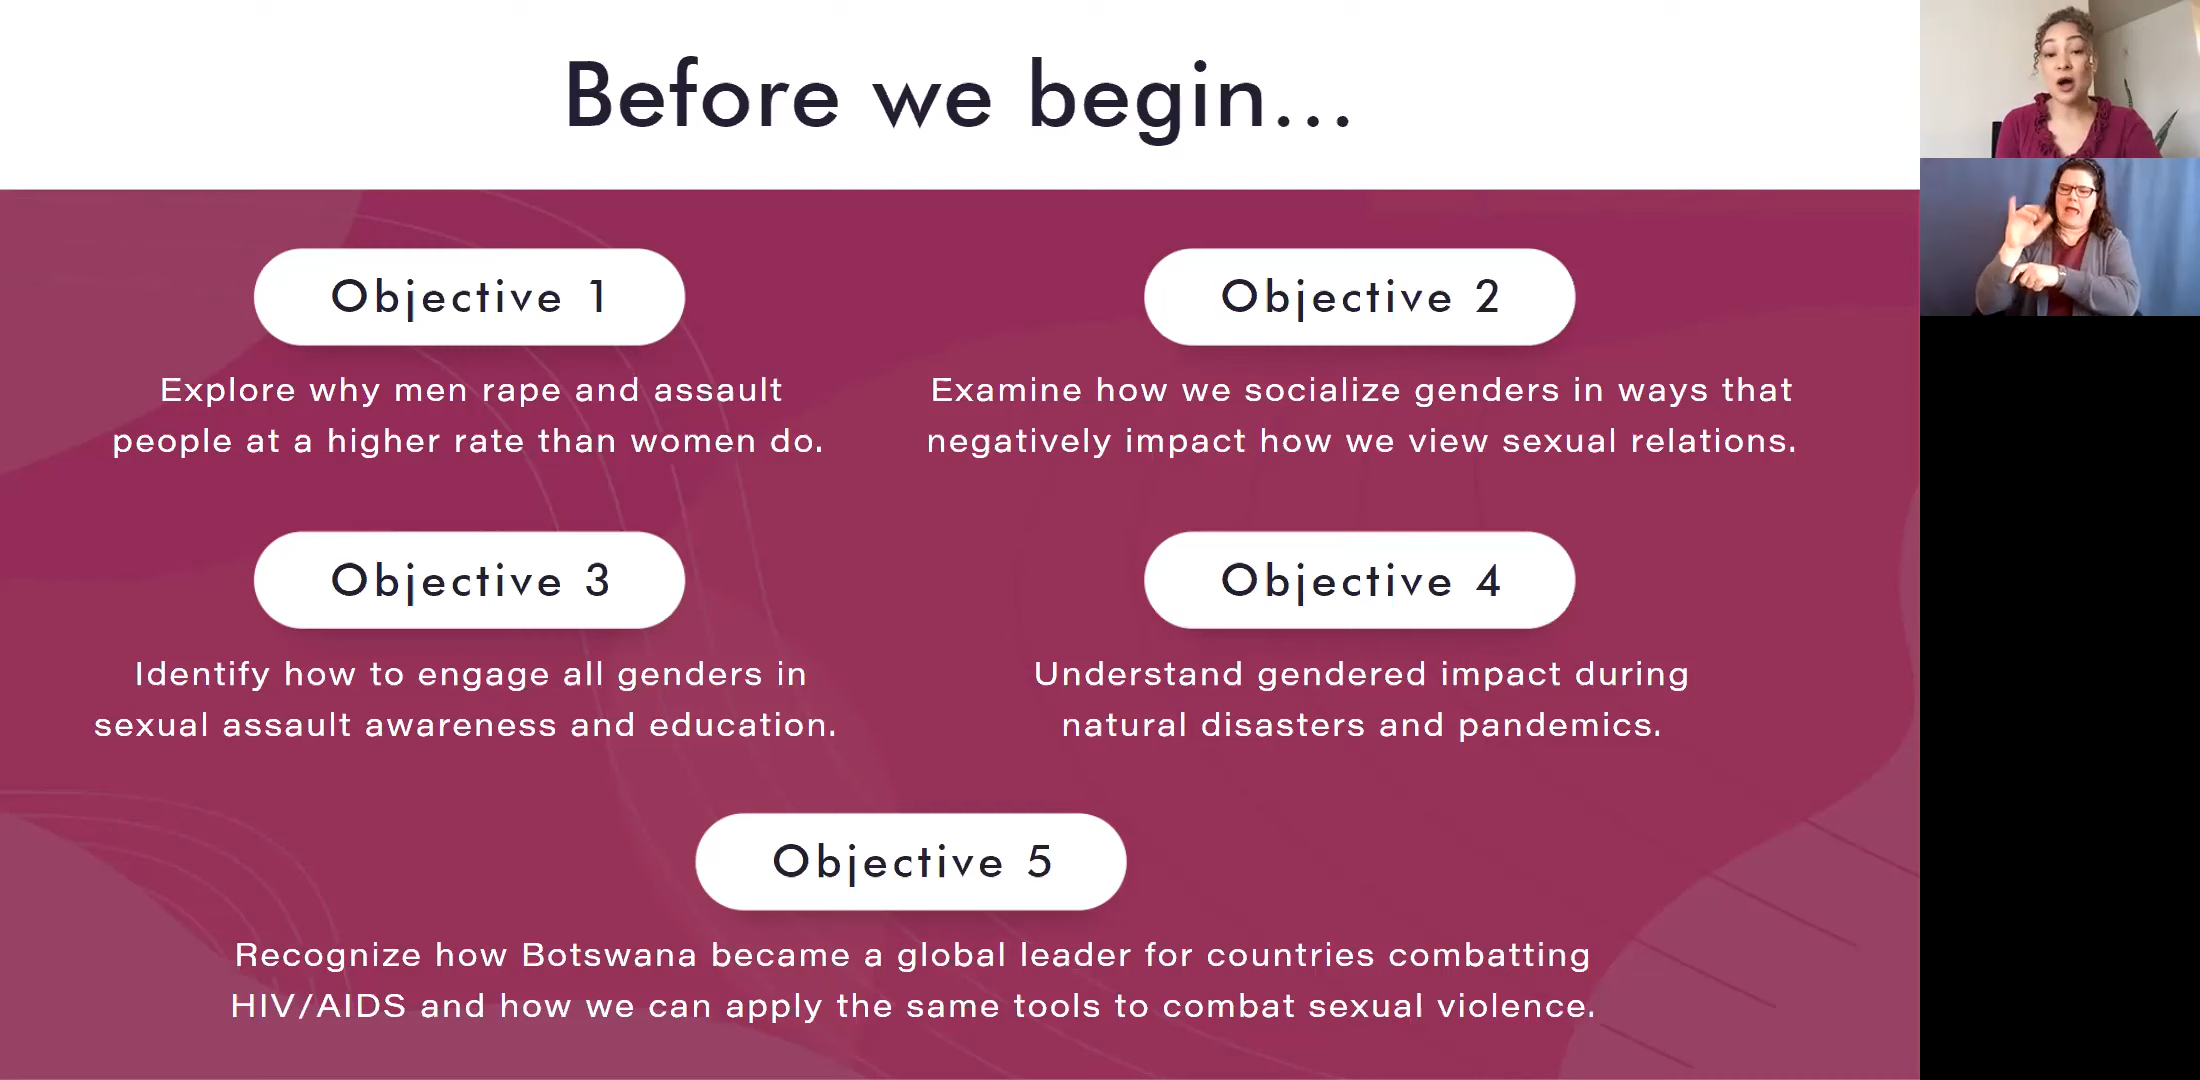 Before we begin...
Objective 1
Explore why men rape and assault
people at a higher rate than women do.
Objective 2
Examine how we socialize genders in ways that
negatively impact how we view sexual relations.
Objective 3
Identify how to engage all genders in
sexual assault awareness and education.
Objective 4
Understand gendered impact during
natural disasters and pandemics.
Objective 5
Recognize how Botswana became a global leader for countries combatting
HIV/AIDS and how we can apply the same tools to combat sexual violence.